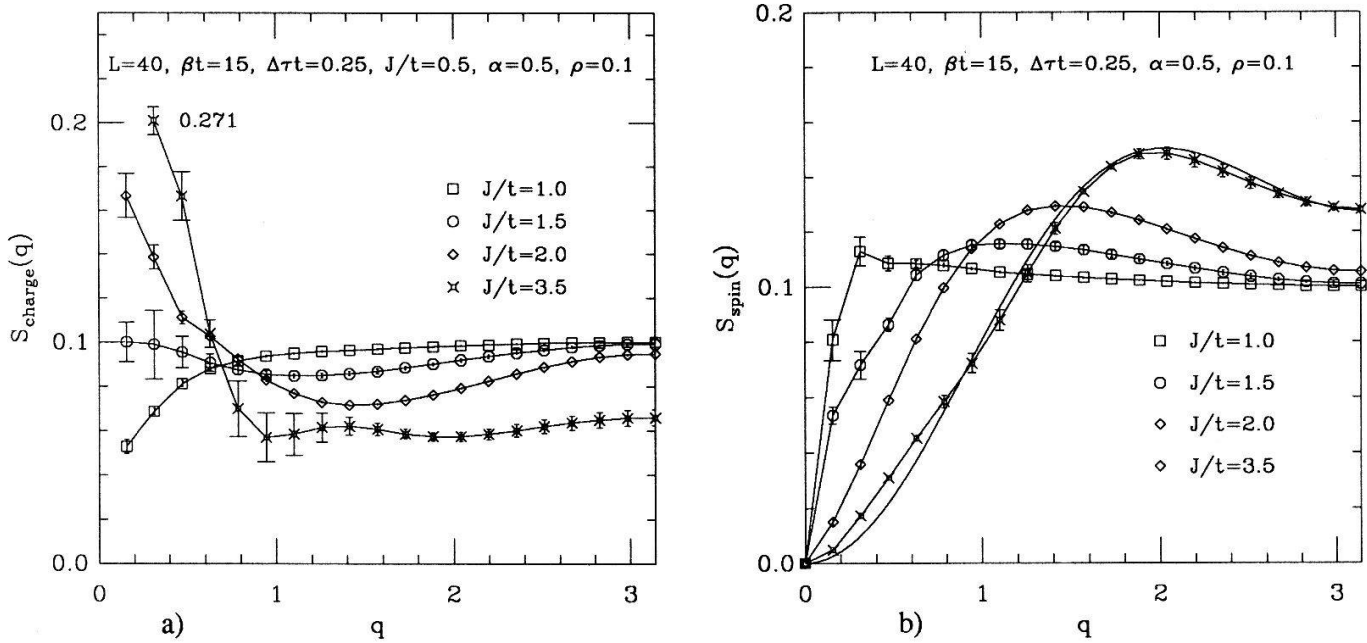 L=40, βt=15, Δτt=0.25, J/t=0.5, α=0.5, ρ=0.1
0.271
J/t=1.0
J/t=1.5
J/t=2.0
J/t=3.5
S_charge(q)
0.2
0.1
0.0
0
1
2
3
a)
q
L=40, βt=15, Δτt=0.25, α=0.5, ρ=0.1
J/t=1.0
J/t=1.5
J/t=2.0
J/t=3.5
S_spin(q)
0.2
0.1
0.0
0
1
2
3
b)
q